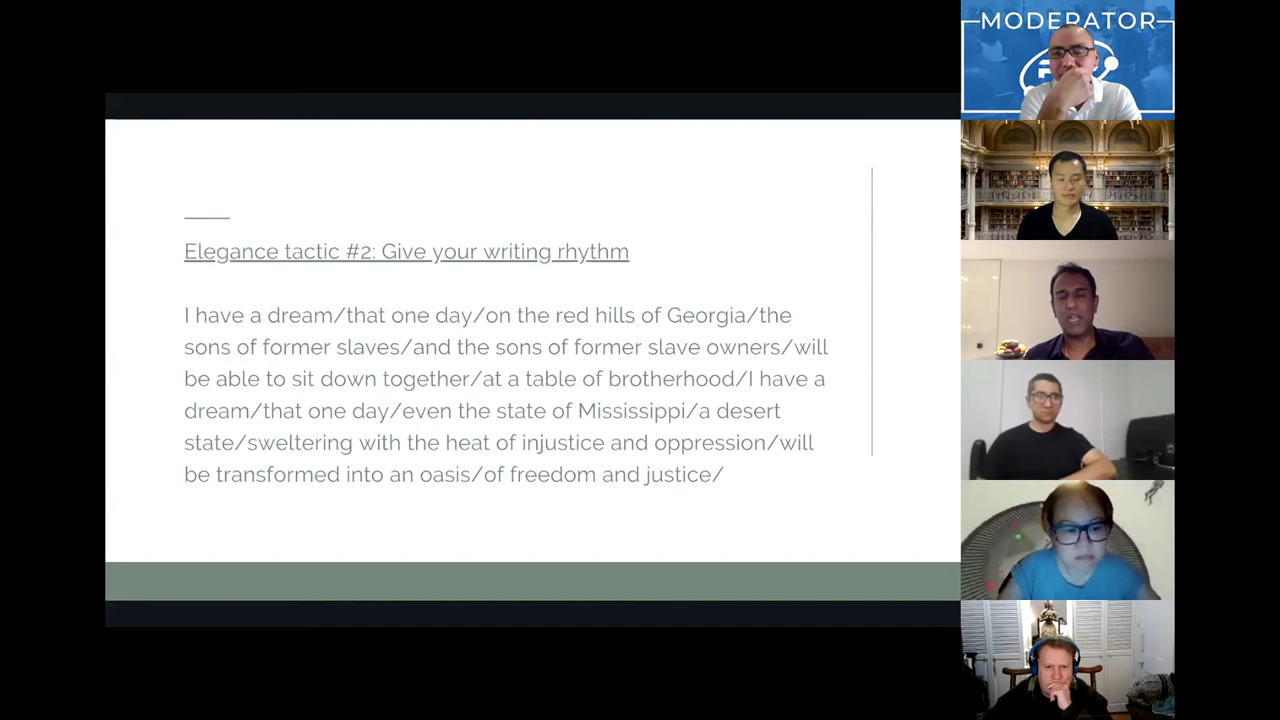 MODERATOR
Elegance tactic #2: Give your writing rhythm
I have a dream/that one day/on the red hills of Georgia/the
sons of former slaves/and the sons of former slave owners/will
be able to sit down together/at a table of brotherhood/I have a
dream/that one day/even the state of Mississippi/a desert
state/sweltering with the heat of injustice and oppression/will
be transformed into an oasis/of freedom and justice/